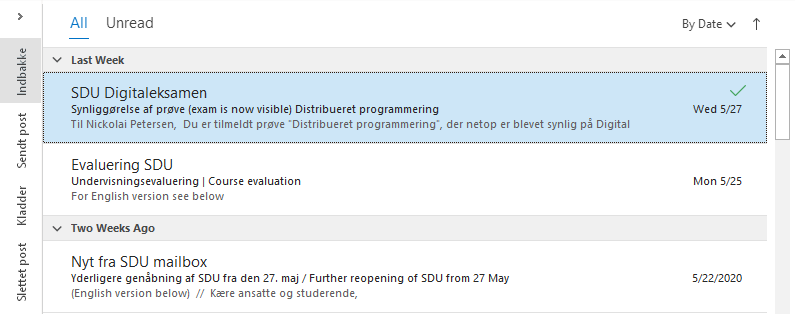 All Unread By Date
Last Week
SDU Digitaleksamen
Synliggørelse af prøve (exam is now visible) Distribueret programmering Wed 5/27
Til Nickolai Petersen, Du er tilmeldt prøve "Distribueret programmering", der netop er blevet synlig på Digital
Evaluering SDU
Undervisningsevaluering | Course evaluation Mon 5/25
For English version see below
Two Weeks Ago
Nyt fra SDU mailbox
Yderligere genåbning af SDU fra den 27. maj / Further reopening of SDU from 27 May 5/22/2020
(English version below) // Kære ansatte og studerende,
Indbakke
Sendt post
Kladder
Slettet post